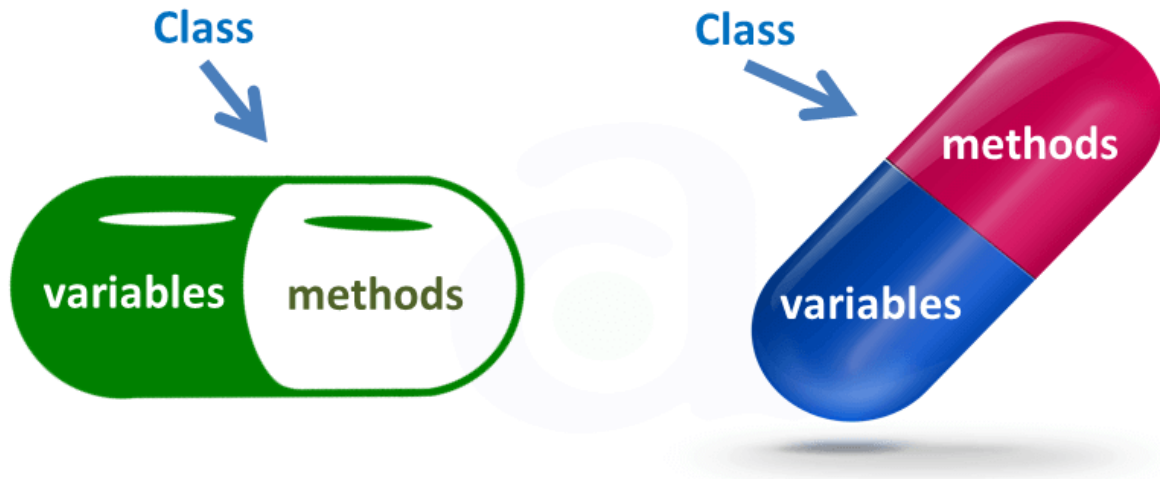 Class
variables
methods
Class
methods
variables